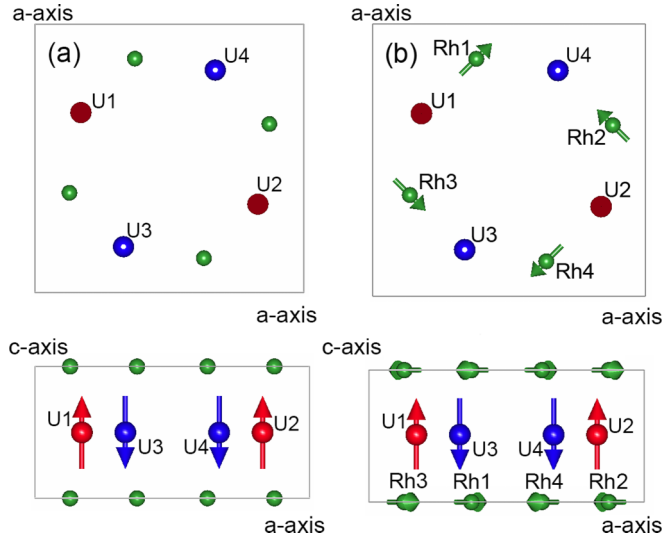 a-axis
(a)
U4
U1
U2
U3
a-axis
a-axis
(b)
Rh1
U4
U1
Rh2
Rh3
U2
U3
Rh4
a-axis
c-axis
U1
U3
U4
U2
a-axis
c-axis
U1
U3
U4
U2
Rh3 Rh1 Rh4 Rh2
a-axis